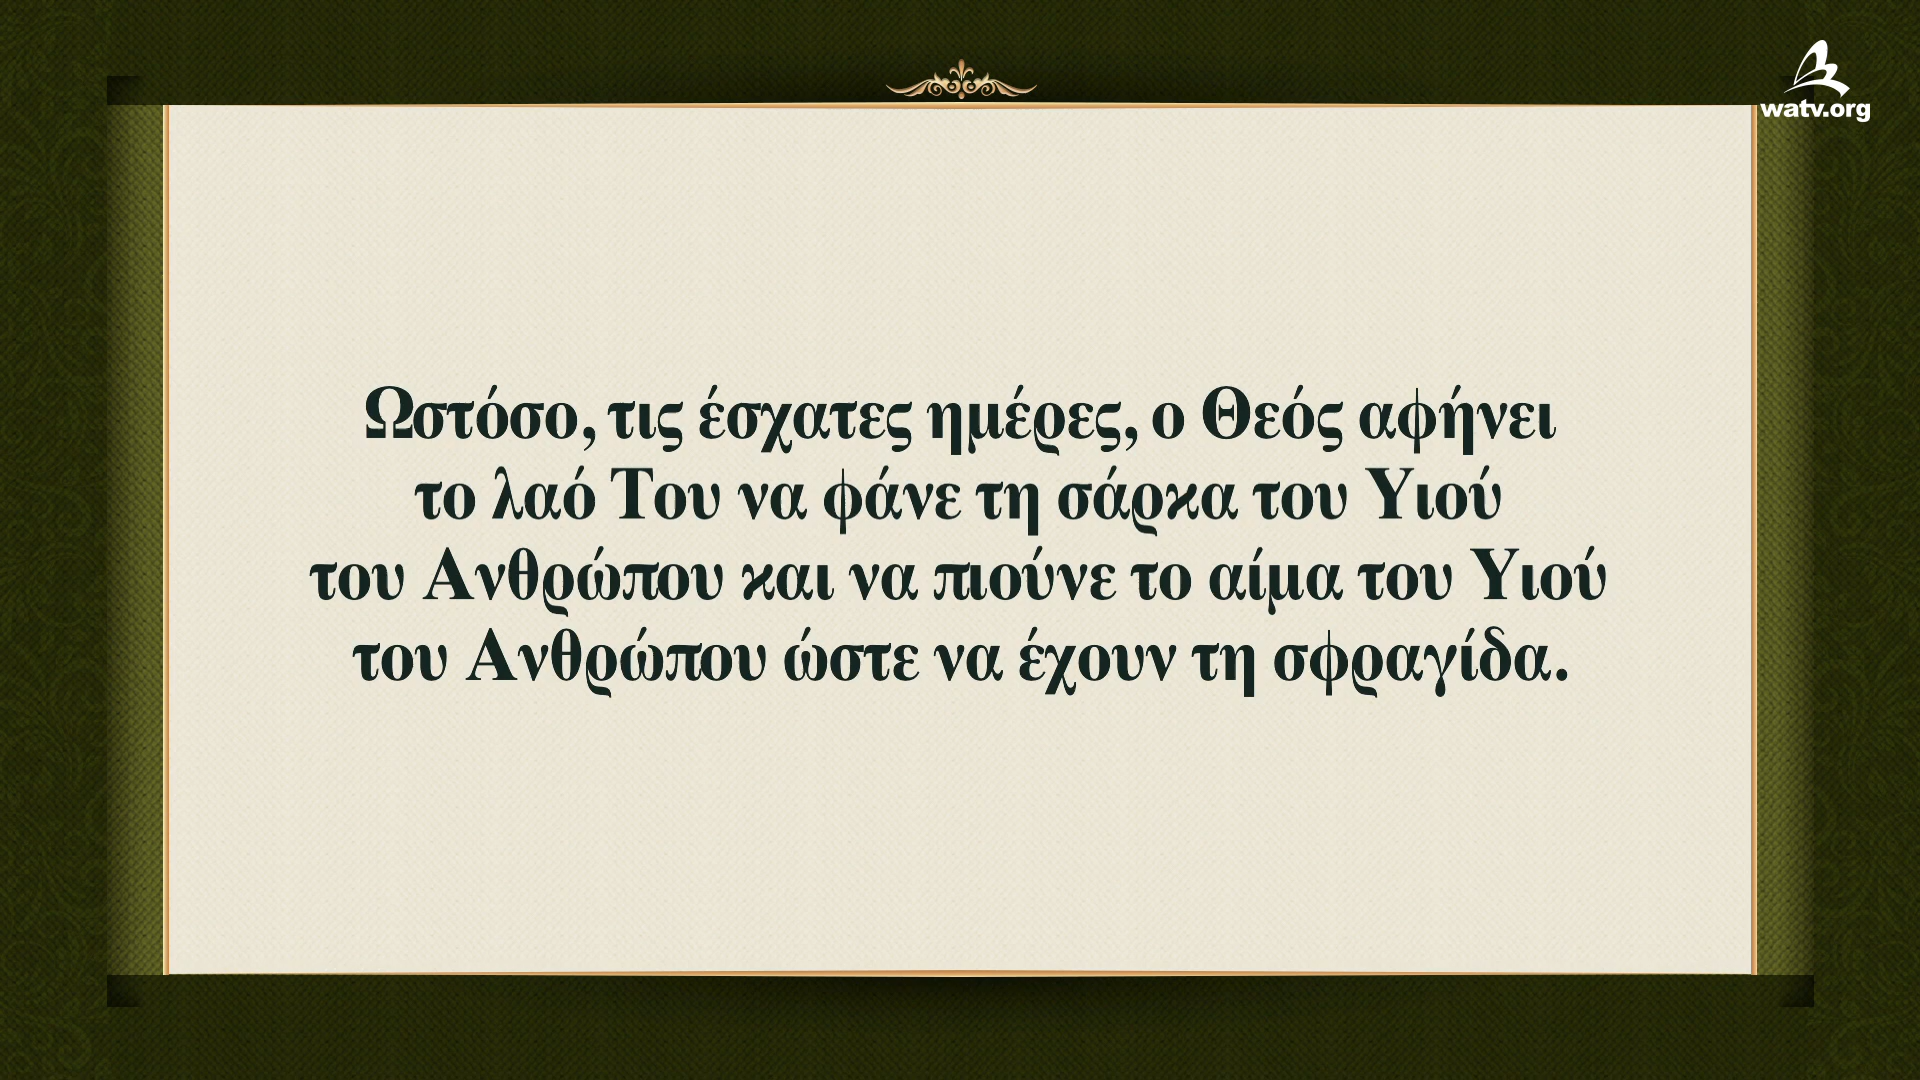 watv.org
Ωστόσο, τις έσχατες ημέρες, ο Θεός αφήνει
το λαό Του να φάνε τη σάρκα του Υιού
του Ανθρώπου και να πιούνε το αίμα του Υιού
του Ανθρώπου ώστε να έχουν τη σφραγίδα.